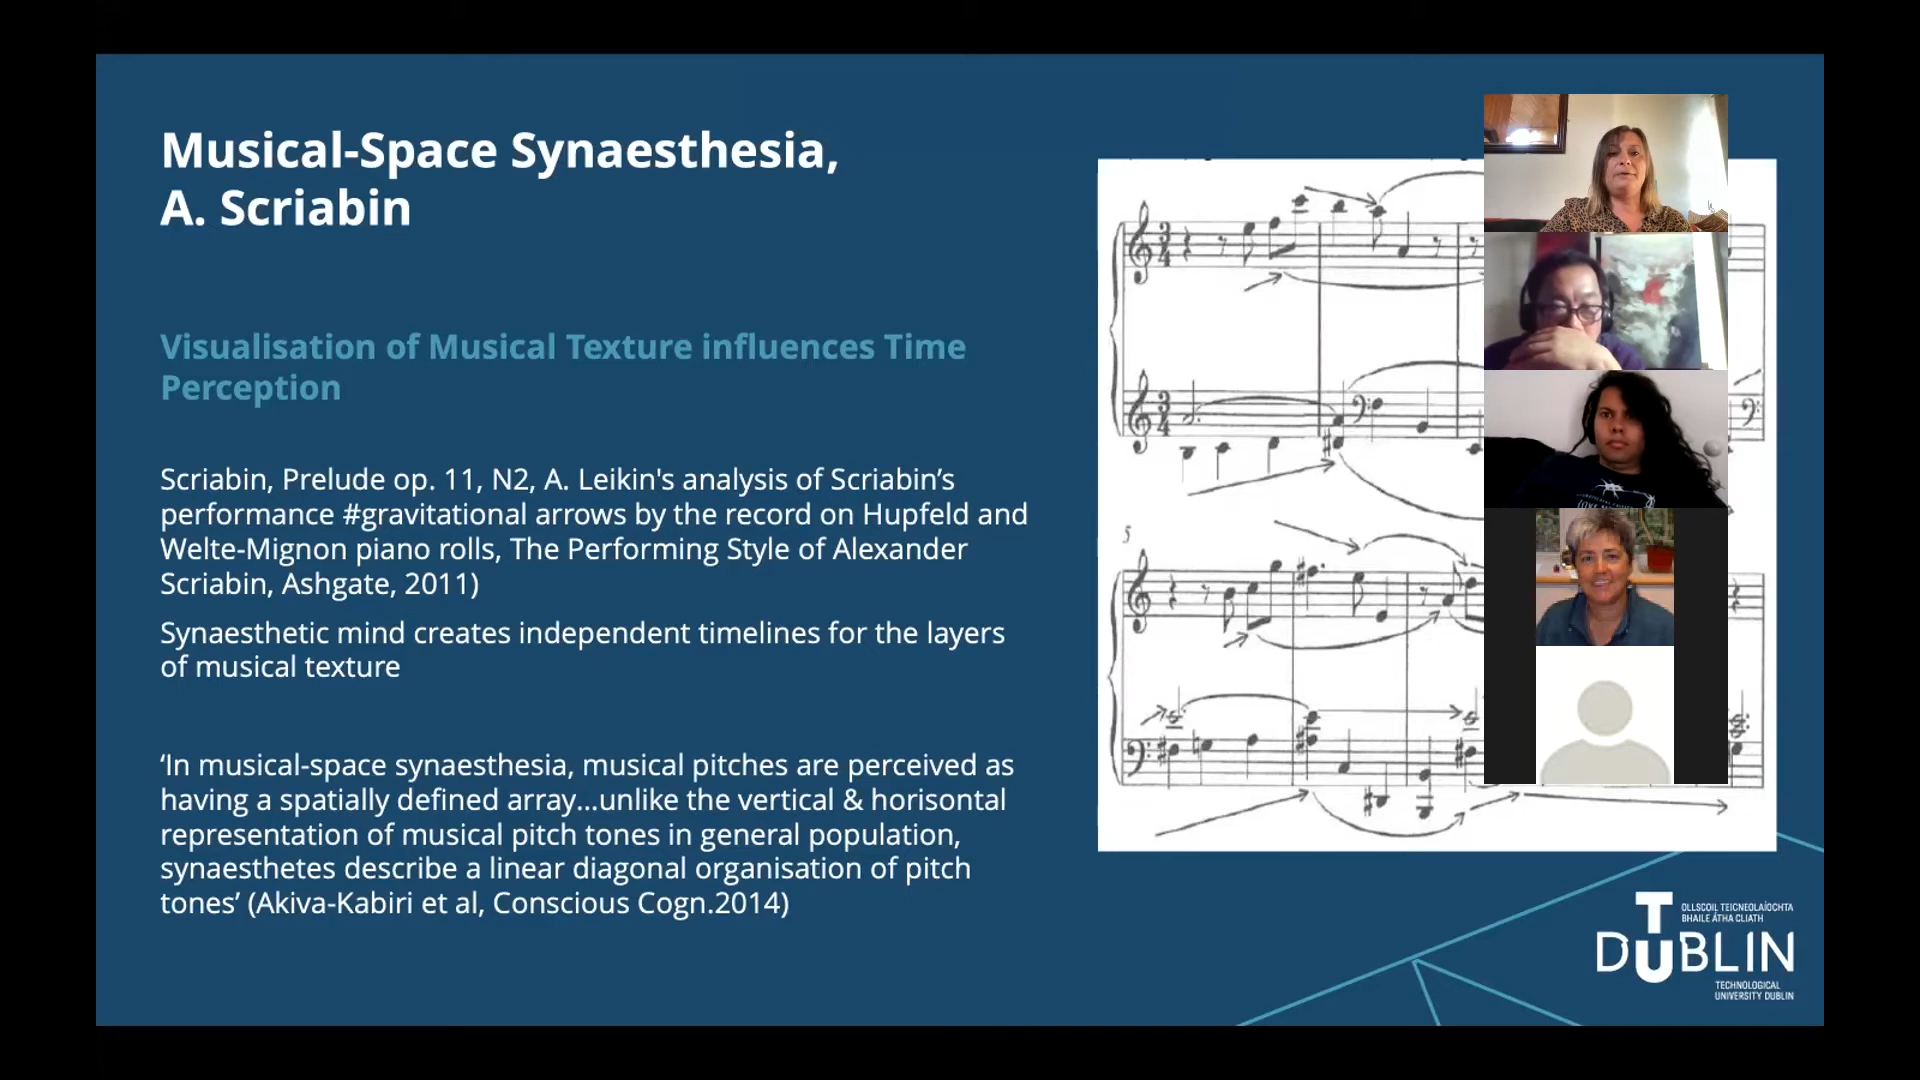 Musical-Space Synaesthesia,
A. Scriabin
Visualisation of Musical Texture influences Time
Perception
Scriabin, Prelude op. 11, N2, A. Leikin's analysis of Scriabin’s
performance #gravitational arrows by the record on Hupfeld and
Welte-Mignon piano rolls, The Performing Style of Alexander
Scriabin, Ashgate, 2011)
Synaesthetic mind creates independent timelines for the layers
of musical texture
‘In musical-space synaesthesia, musical pitches are perceived as
having a spatially defined array...unlike the vertical & horisontal
representation of musical pitch tones in general population,
synaesthetes describe a linear diagonal organisation of pitch
tones’ (Akiva-Kabiri et al, Conscious Cogn.2014)
3
4
3
4
5
OLLSCOIL TEICNEOLAÍOCHTA
BHAILE ÁTHA CLIATH
TU DUBLIN
TECHNOLOGICAL
UNIVERSITY DUBLIN